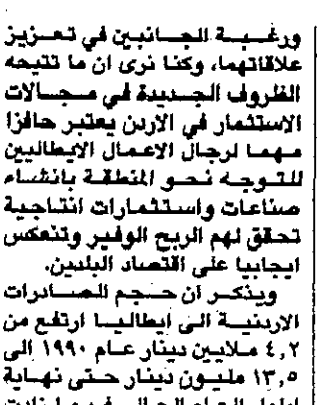 ورغبة الجانبين في تعزيز
علاقاتهما، وكنا نرى ان ما تتيحه
الظروف الجديدة في مجالات
الاستثمار في الاردن يعتبر حافزا
مهما لرجال الاعمال الايطاليين
للتوجه نحو المنطقة بانشاء
صناعات واستثمارات انتاجية
تحقق لهم الربح الوفير وتنعكس
ايجابيا على اقتصاد البلدين.
ويذكر ان حجم الصادرات
الاردنية الى إيطاليا ارتفع من
٤,٢ ملايين دينار عام ١٩٩٠ إلى
١٣,٥ مليون دينار حتى نهاية